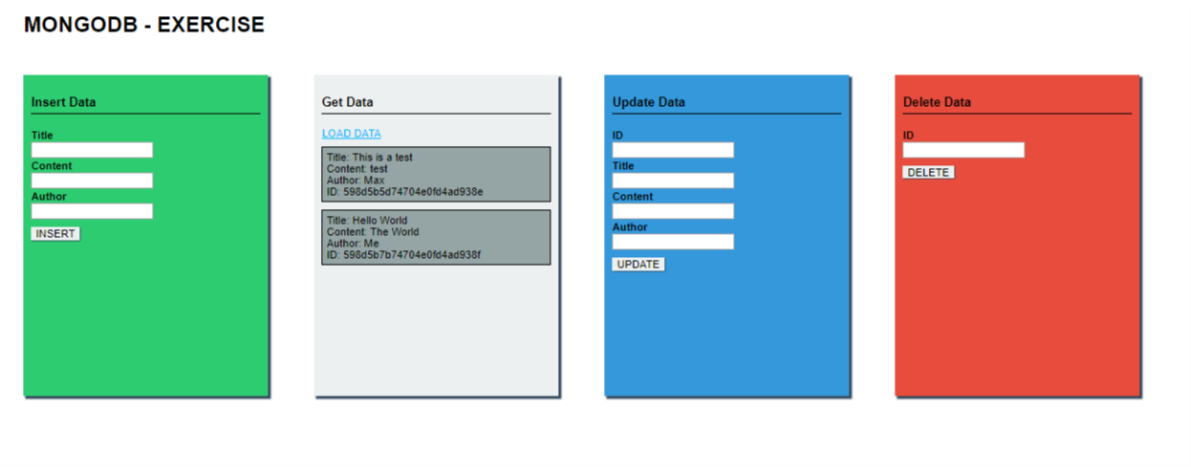 MONGODB - EXERCISE
Insert Data
Title
Content
Author
INSERT
Get Data
LOAD DATA
Title: This is a test
Content: test
Author: Max
ID: 598d5b5d74704e0fd4ad938e
Title: Hello World
Content: The World
Author: Me
ID: 598d5b7b74704e0fd4ad938f
Update Data
ID
Title
Content
Author
UPDATE
Delete Data
ID
DELETE